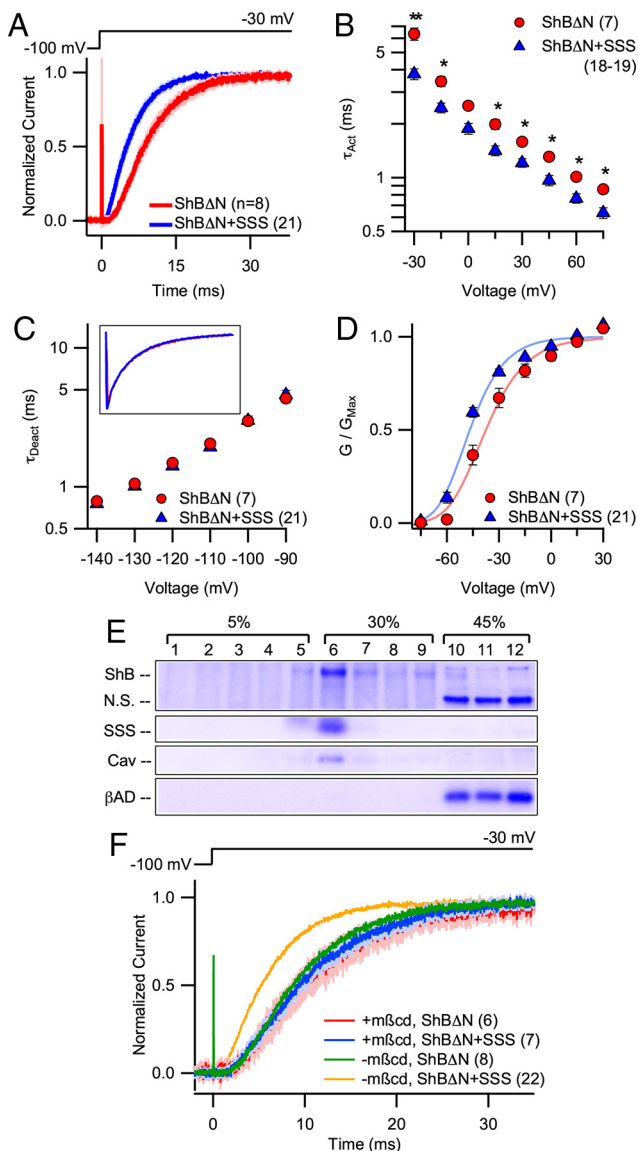 A
-30 mV
-100 mV
Normalized Current
1.0
0.5
0.0
ShBΔN (n=8)
ShBΔN+SSS (21)
0
15
30
Time (ms)
B
ShBΔN (7)
ShBΔN+SSS
(18-19)
**
*
*
*
*
*
*
τAct (ms)
5
1
0.5
-30
0
30
60
Voltage (mV)
C
τDeact (ms)
10
5
1
0.5
ShBΔN (7)
ShBΔN+SSS (21)
-140
-130
-120
-110
-100
-90
Voltage (mV)
D
G / GMax
1.0
0.5
0.0
ShBΔN (7)
ShBΔN+SSS (21)
-60
-30
0
30
Voltage (mV)
E
5% 30% 45%
1 2 3 4 5 6 7 8 9 10 11 12
ShB --
N.S. --
SSS --
Cav --
βAD --
F
-30 mV
-100 mV
Normalized Current
1.0
0.5
0.0
+mßcd, ShBΔN (6)
+mßcd, ShBΔN+SSS (7)
-mßcd, ShBΔN (8)
-mßcd, ShBΔN+SSS (22)
0
10
20
30
Time (ms)